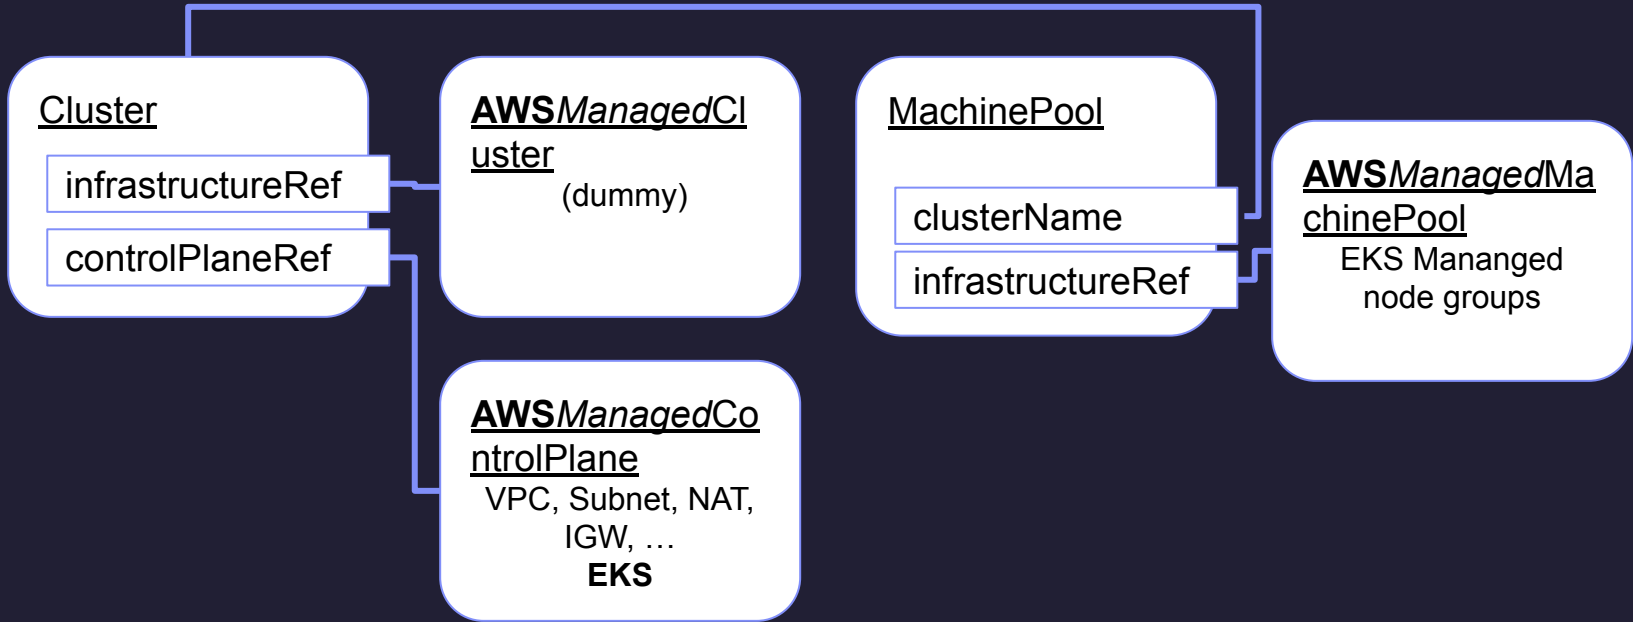 Cluster
infrastructureRef
controlPlaneRef
AWSManagedCl
uster
(dummy)
AWSManagedCo
ntrolPlane
VPC, Subnet, NAT,
IGW, …
EKS
MachinePool
clusterName
infrastructureRef
AWSManagedMa
chinePool
EKS Mananged
node groups